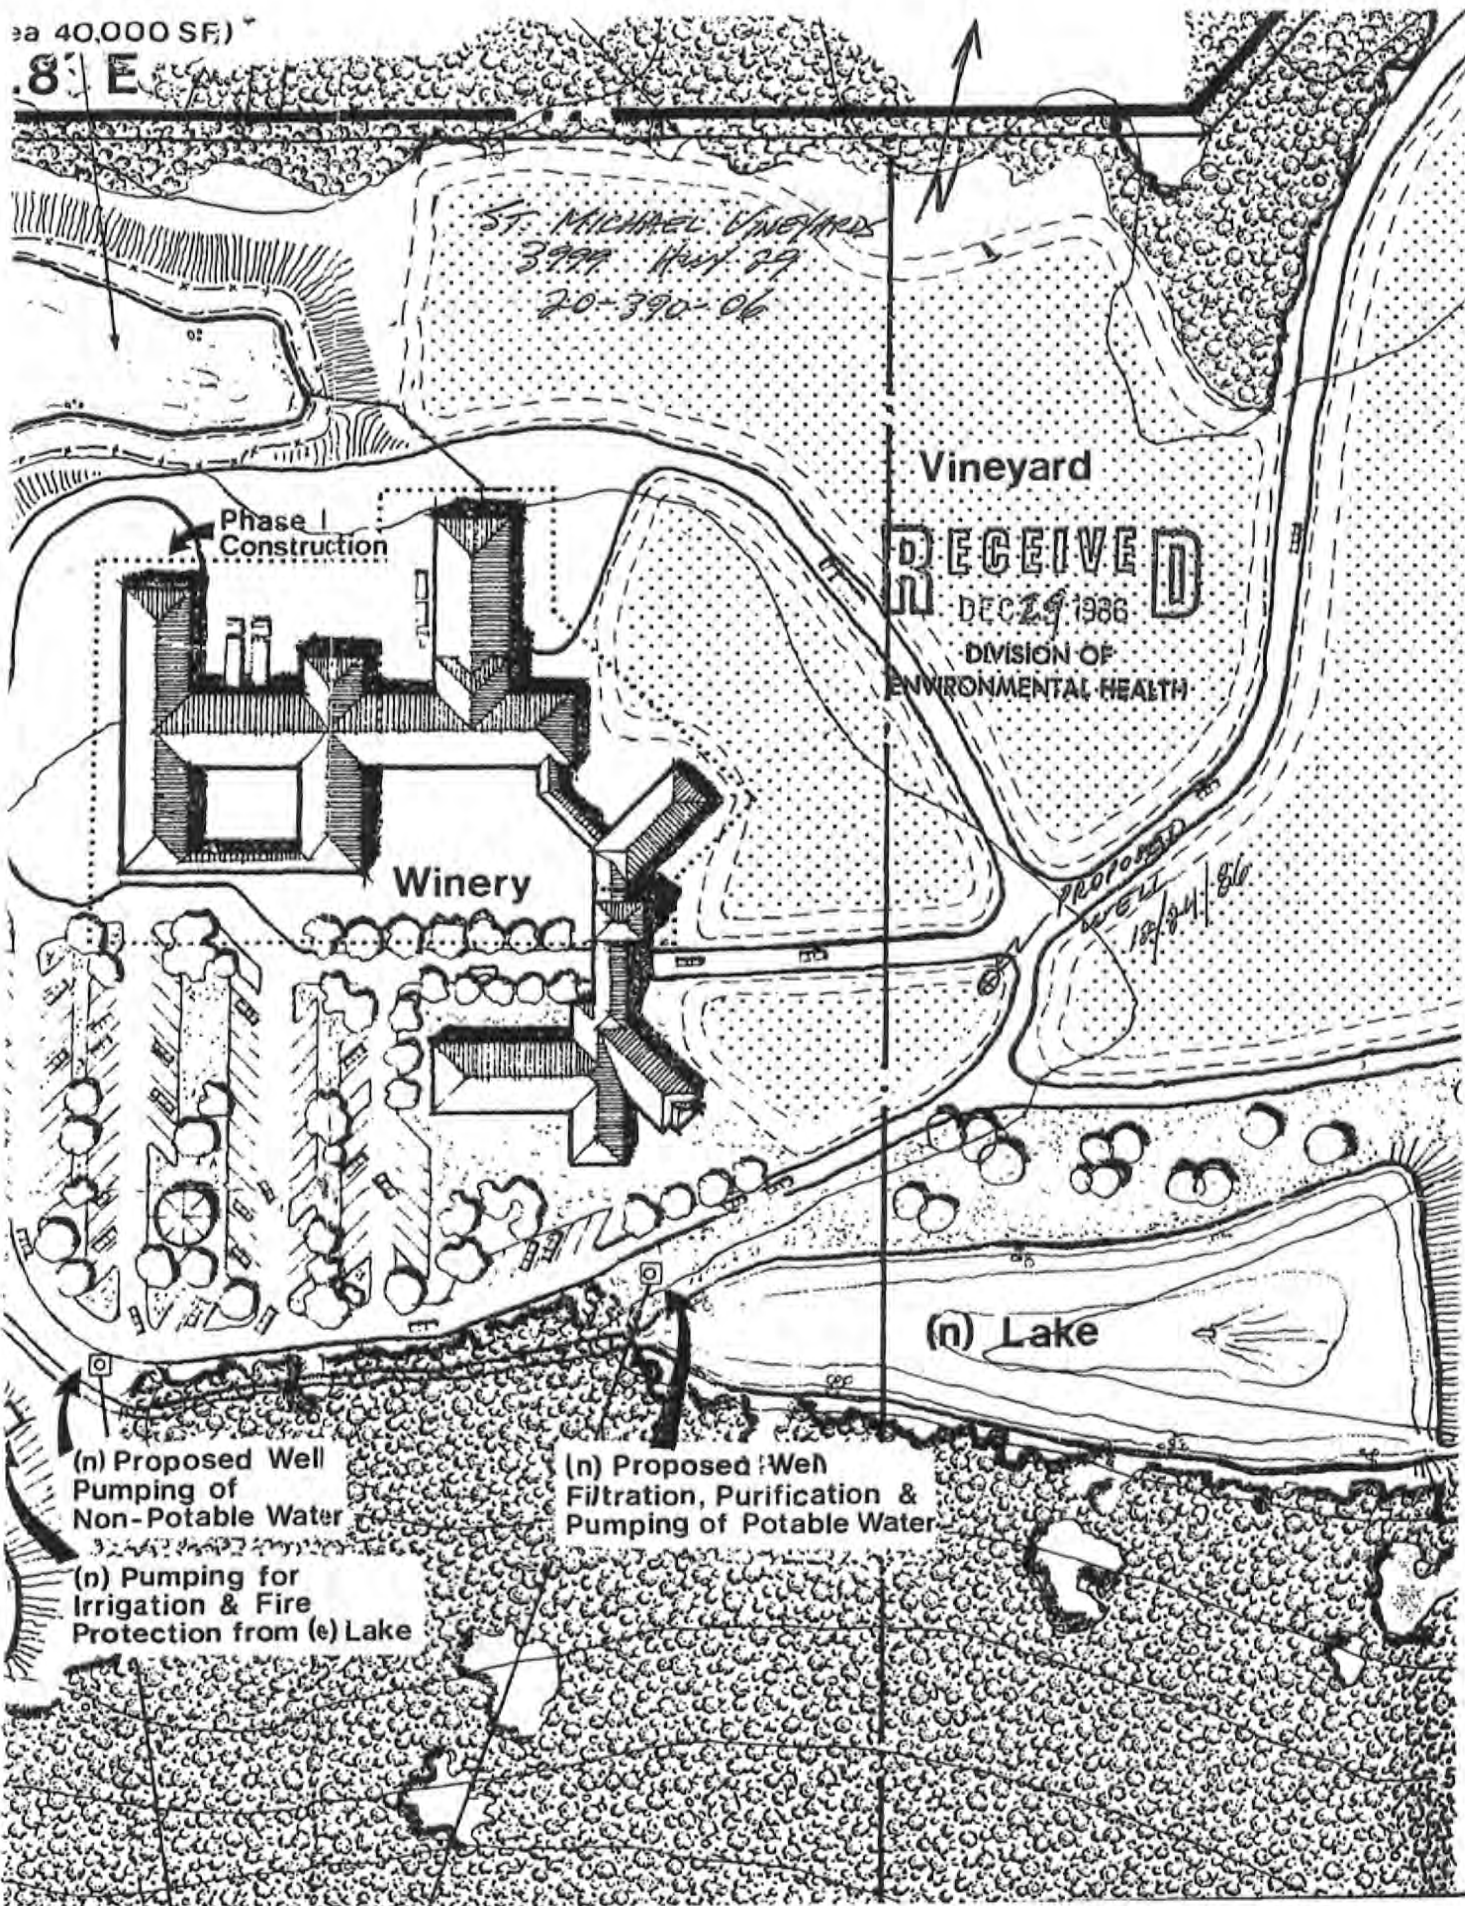 ea 40,000 SF.)
.8' E
ST. MICHAEL VINEYARDS
3999 Hwy 29
20-390-06
Vineyard
RECEIVED
DEC 29 1986
DIVISION OF
ENVIRONMENTAL HEALTH
Phase I
Construction
PROPOSED
WELL
12/24/86
Winery
(n) Lake
(n) Proposed Well
Pumping of
Non-Potable Water
(n) Proposed Well
Filtration, Purification &
Pumping of Potable Water
(n) Pumping for
Irrigation & Fire
Protection from (e) Lake